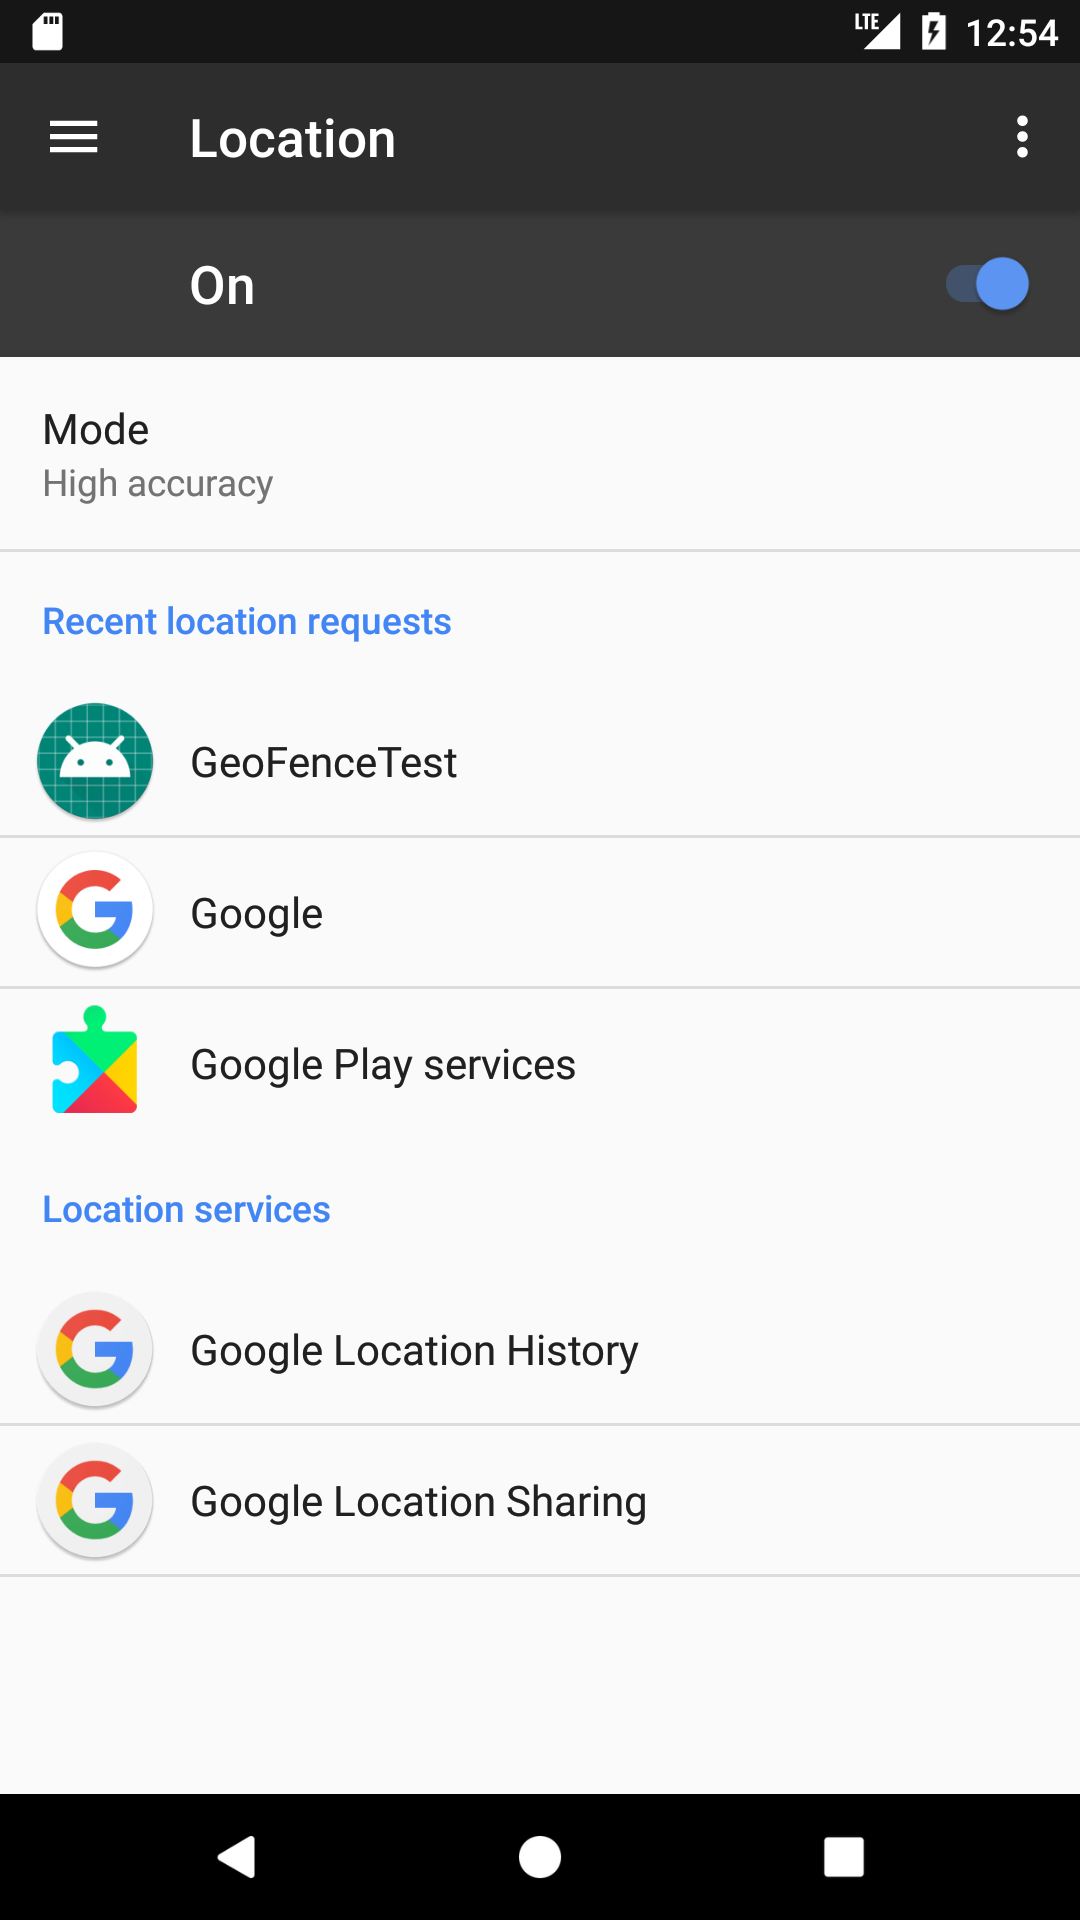 LTE 12:54
Location
On
Mode
High accuracy
Recent location requests
GeoFenceTest
Google
Google Play services
Location services
Google Location History
Google Location Sharing